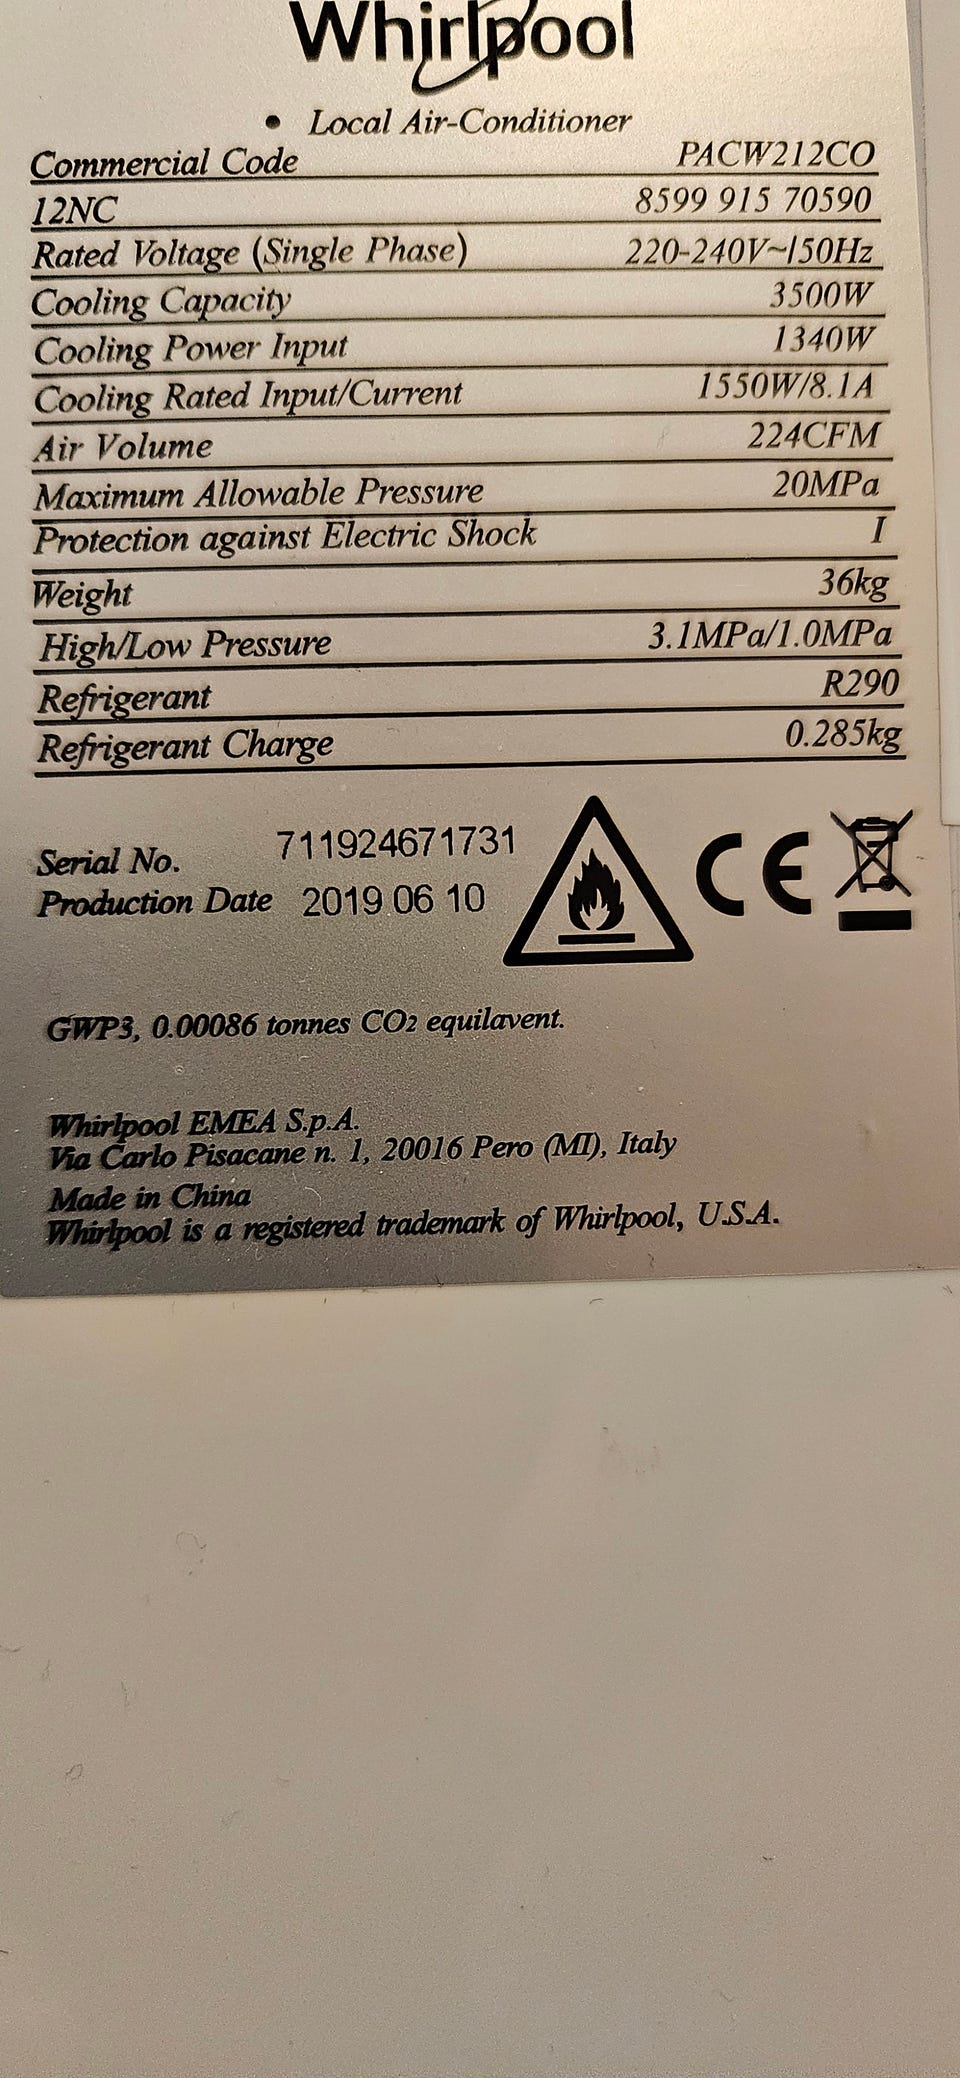 Whirlpool
• Local Air-Conditioner
Commercial Code PACW212CO
12NC 8599 915 70590
Rated Voltage (Single Phase) 220-240V~/50Hz
Cooling Capacity 3500W
Cooling Power Input 1340W
Cooling Rated Input/Current 1550W/8.1A
Air Volume 224CFM
Maximum Allowable Pressure 20MPa
Protection against Electric Shock I
Weight 36kg
High/Low Pressure 3.1MPa/1.0MPa
Refrigerant R290
Refrigerant Charge 0.285kg
Serial No. 711924671731
Production Date 2019 06 10
CE
GWP3, 0.00086 tonnes CO2 equilavent.
Whirlpool EMEA S.p.A.
Via Carlo Pisacane n. 1, 20016 Pero (MI), Italy
Made in China
Whirlpool is a registered trademark of Whirlpool, U.S.A.